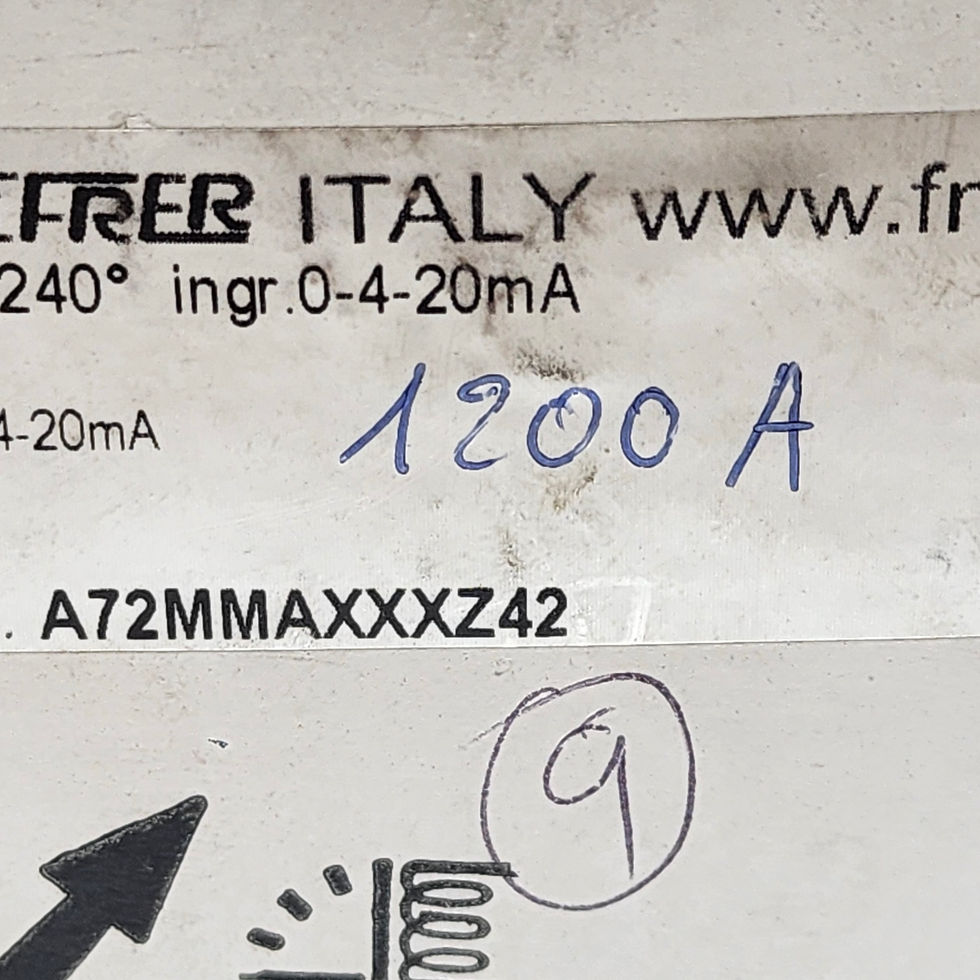 FRER ITALY www.fr
240° ingr.0-4-20mA
1200 A
4-20mA
. A72MMAXXXZ42
9